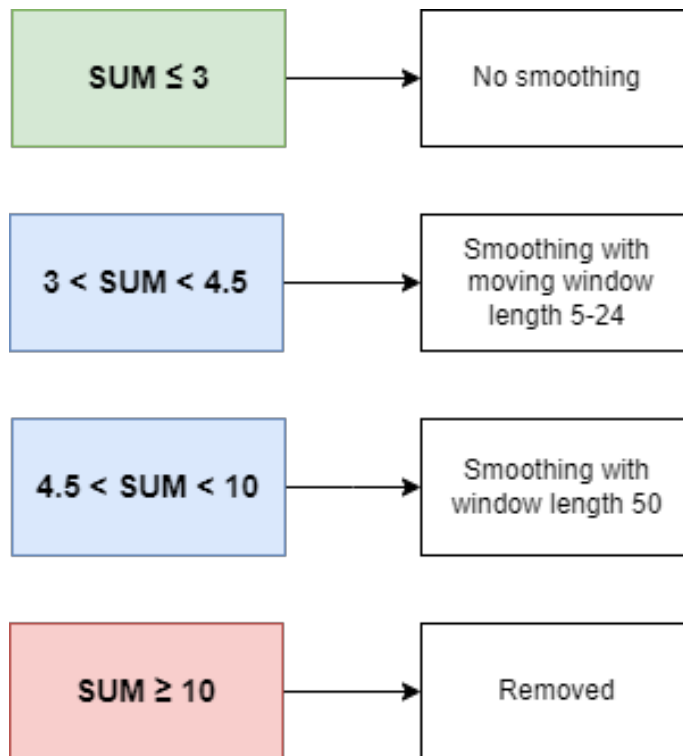 SUM ≤ 3
No smoothing
3 < SUM < 4.5
Smoothing with
moving window
length 5-24
4.5 < SUM < 10
Smoothing with
window length 50
SUM ≥ 10
Removed